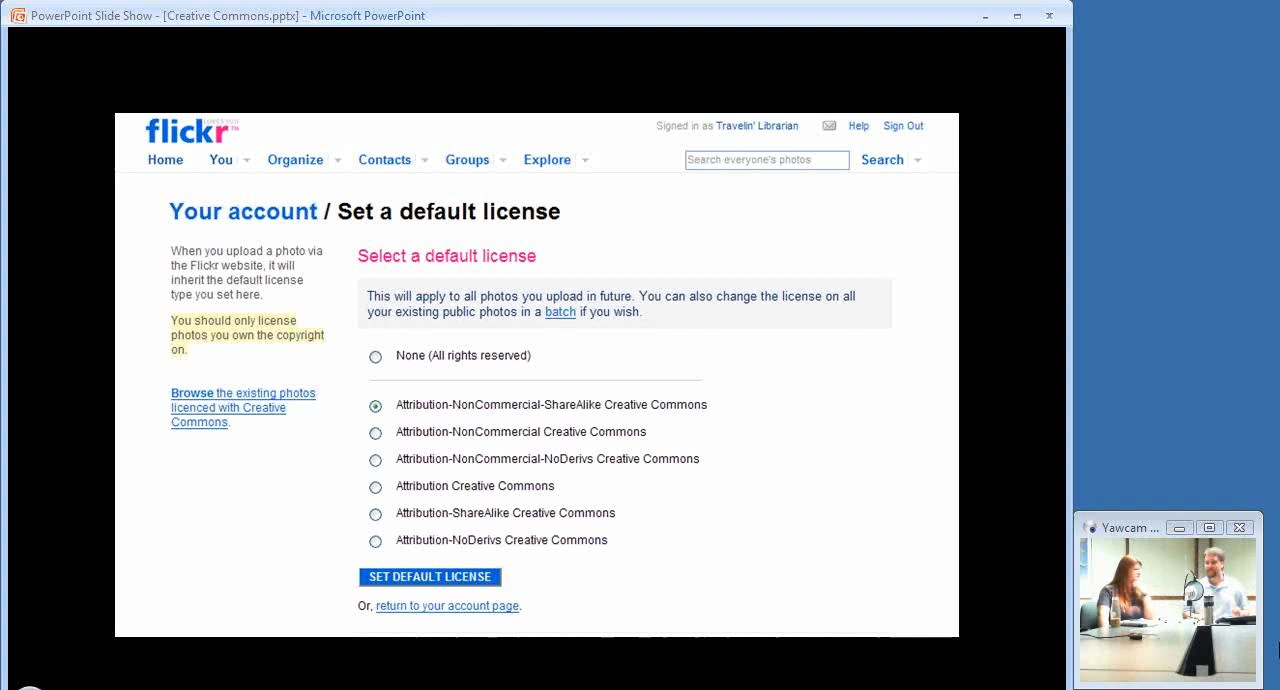 PowerPoint Slide Show - [Creative Commons.pptx] - Microsoft PowerPoint
flickr LOVES YOU ™
Signed in as Travelin' Librarian Help Sign Out
Home You Organize Contacts Groups Explore Search everyone's photos Search
Your account / Set a default license
When you upload a photo via
the Flickr website, it will
inherit the default license
type you set here.
You should only license
photos you own the copyright
on.
Browse the existing photos
licenced with Creative
Commons.
Select a default license
This will apply to all photos you upload in future. You can also change the license on all
your existing public photos in a batch if you wish.
None (All rights reserved)
Attribution-NonCommercial-ShareAlike Creative Commons
Attribution-NonCommercial Creative Commons
Attribution-NonCommercial-NoDerivs Creative Commons
Attribution Creative Commons
Attribution-ShareAlike Creative Commons
Attribution-NoDerivs Creative Commons
SET DEFAULT LICENSE
Or, return to your account page.
Yawcam ...